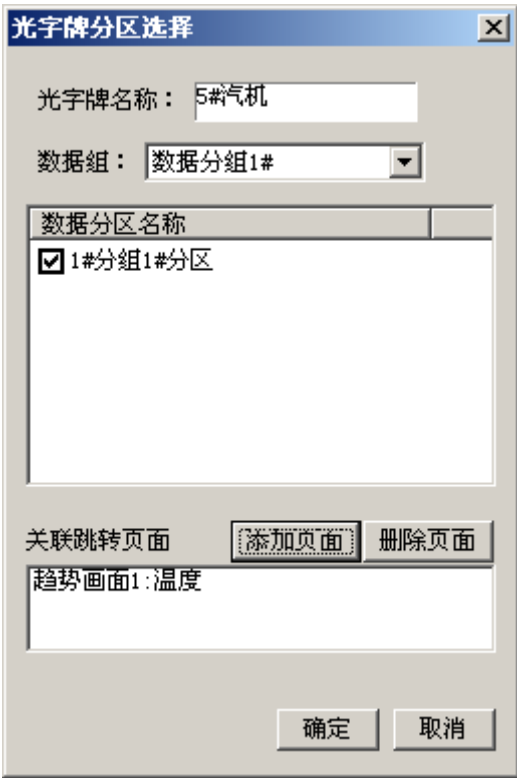 光字牌分区选择
光字牌名称： 5#汽机
数据组： 数据分组1#
数据分区名称
1#分组1#分区
关联跳转页面 添加页面 删除页面
趋势画面1:温度
确定 取消